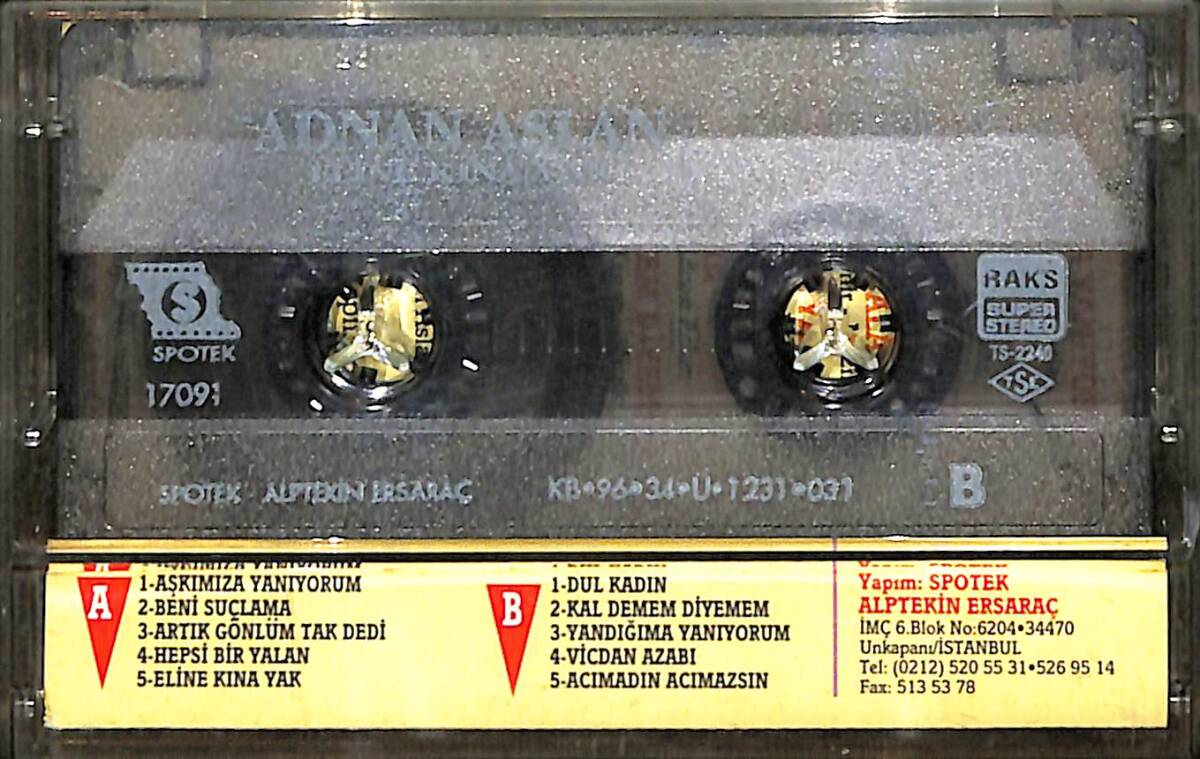 ADNAN ASLAN
S
SPOTEK
17091
RAKS
SUPER
STEREO
TS-2240
TSE
SPOTEK ALPTEKİN ERSARAÇ KB•96•34•Ü•1231•031 B
A
1-AŞKIMIZA YANIYORUM
2-BENİ SUÇLAMA
3-ARTIK GÖNLÜM TAK DEDİ
4-HEPSİ BİR YALAN
5-ELİNE KINA YAK
B
1-DUL KADIN
2-KAL DEMEM DİYEMEM
3-YANDIĞIMA YANIYORUM
4-VİCDAN AZABI
5-ACIMADIN ACIMAZSIN
Yapım: SPOTEK
ALPTEKİN ERSARAÇ
İMÇ 6.Blok No:6204•34470
Unkapanı/İSTANBUL
Tel: (0212) 520 55 31•526 95 14
Fax: 513 53 78